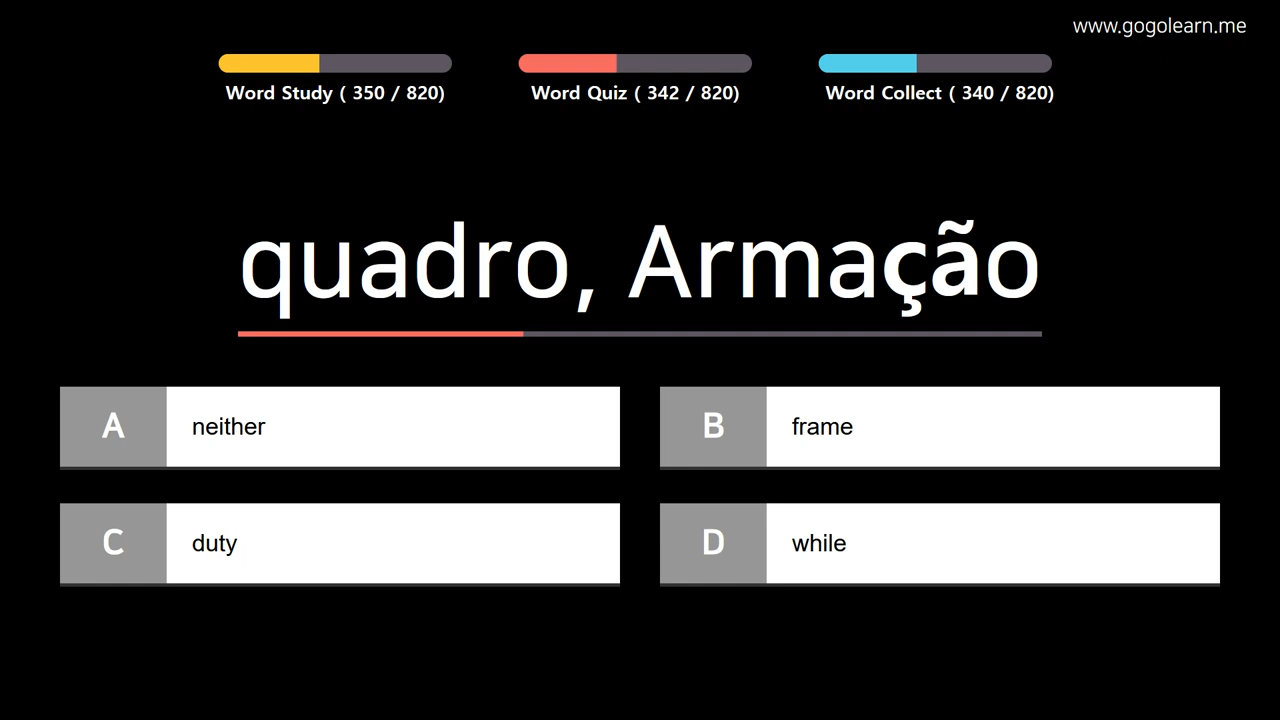 www.gogolearn.me
Word Study ( 350 / 820)
Word Quiz ( 342 / 820)
Word Collect ( 340 / 820)
quadro, Armação
A neither
B frame
C duty
D while